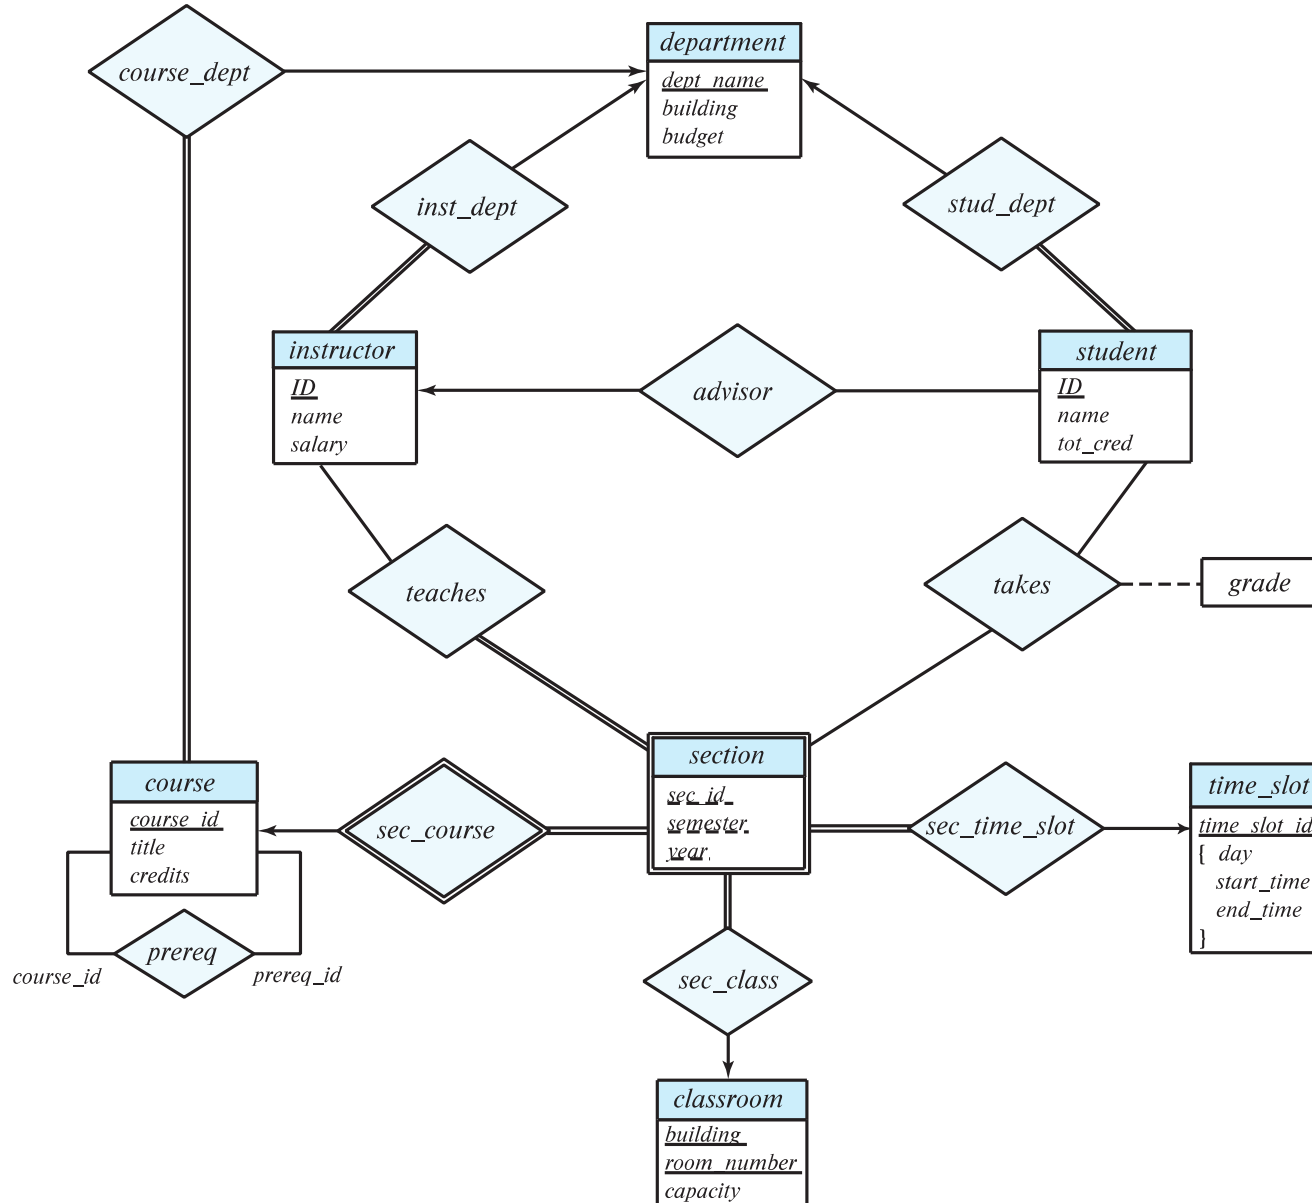 department
course_dept
dept_name
building
budget
inst_dept
stud_dept
instructor
ID
name
salary
advisor
student
ID
name
tot_cred
teaches
takes
grade
section
sec_id
semester
year
course
course_id
title
credits
sec_course
sec_time_slot
time_slot
time_slot_id
{ day
start_time
end_time
}
prereq
course_id
prereq_id
sec_class
classroom
building
room_number
capacity